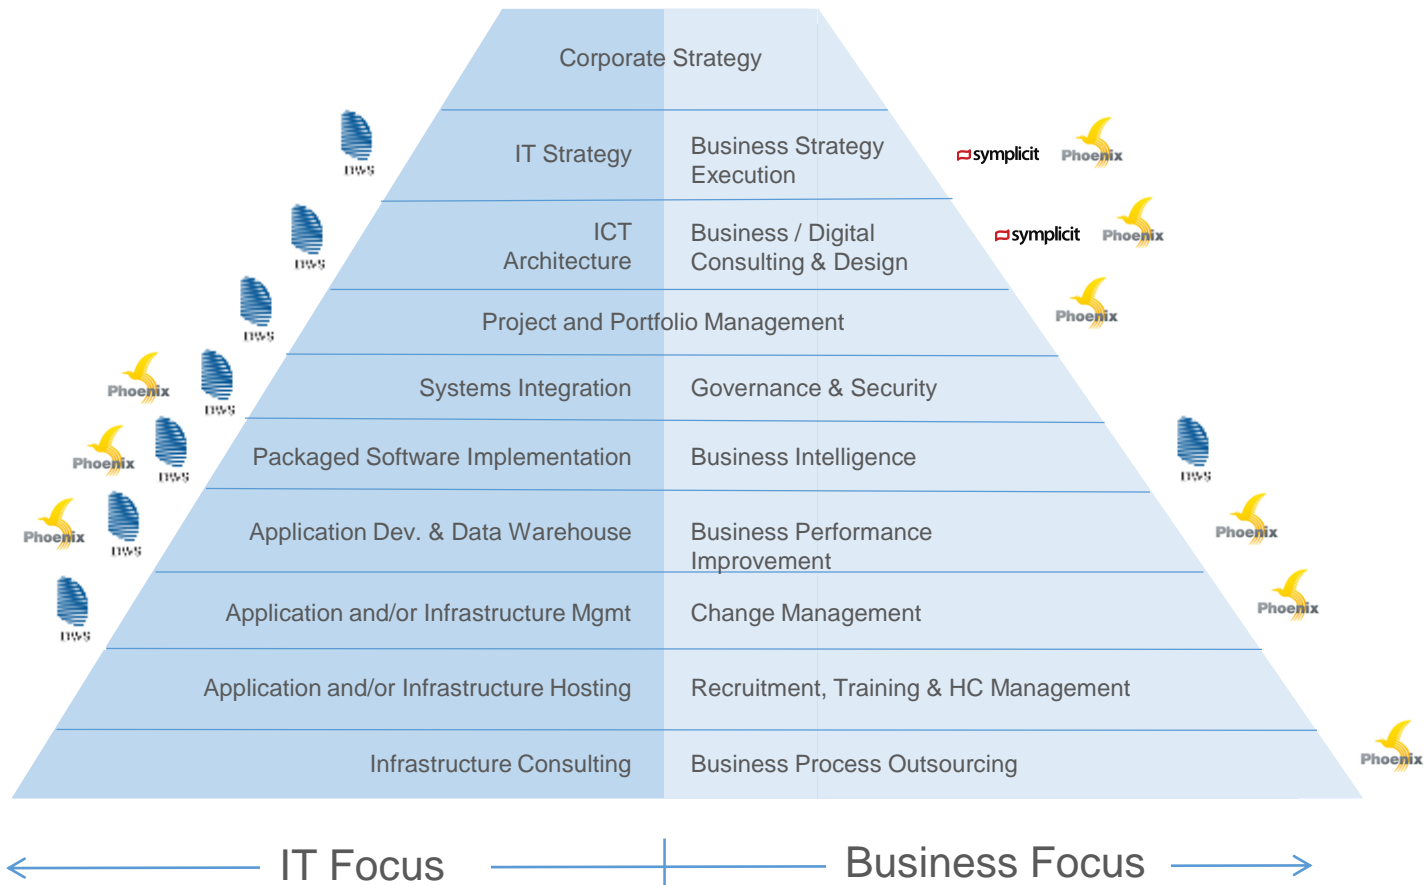 Corporate Strategy
DWS
IT Strategy
Business Strategy
Execution
symplicit
Phoenix
DWS
ICT
Architecture
Business / Digital
Consulting & Design
symplicit
Phoenix
DWS
Project and Portfolio Management
Phoenix
Phoenix
DWS
Systems Integration
Governance & Security
Phoenix
DWS
Packaged Software Implementation
Business Intelligence
DWS
Phoenix
DWS
Application Dev. & Data Warehouse
Business Performance
Improvement
Phoenix
DWS
Application and/or Infrastructure Mgmt
Change Management
Phoenix
Application and/or Infrastructure Hosting
Recruitment, Training & HC Management
Infrastructure Consulting
Business Process Outsourcing
Phoenix
IT Focus
Business Focus